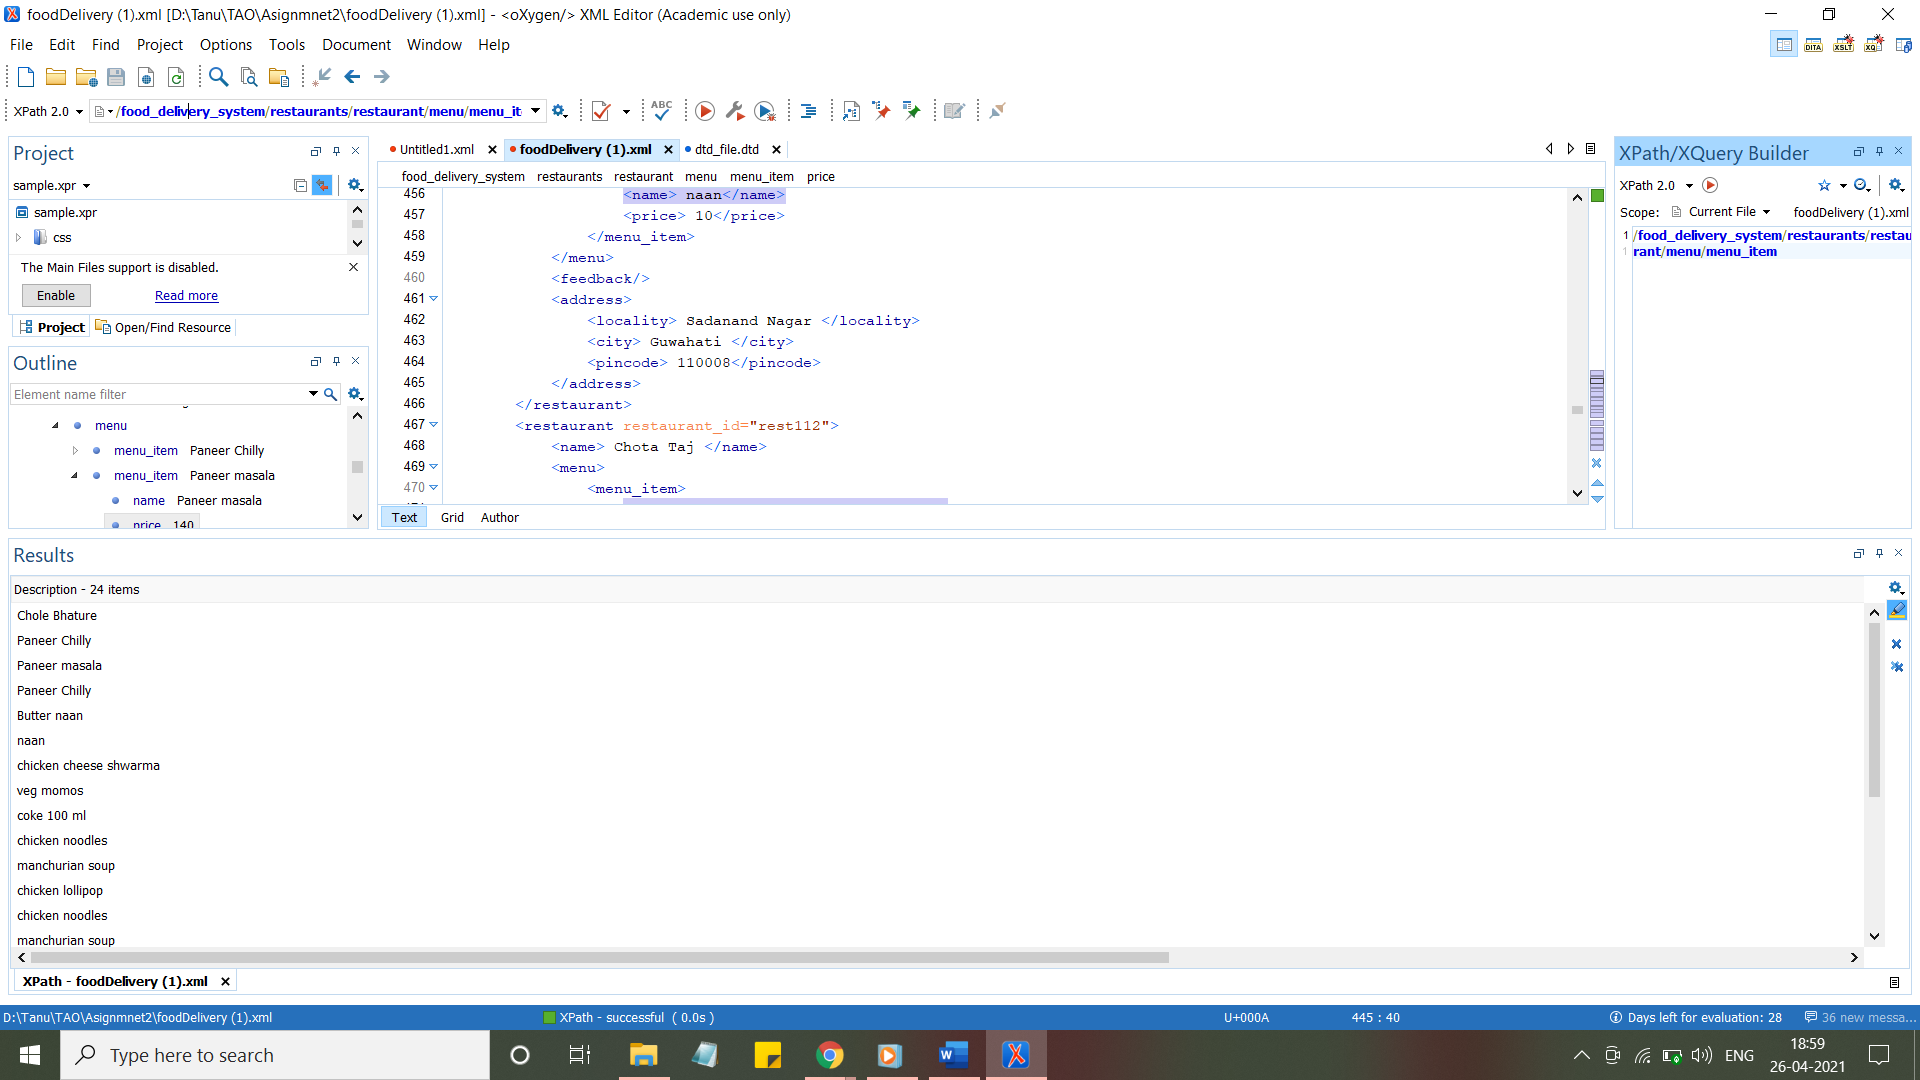 foodDelivery (1).xml [D:\Tanu\TAO\Asignmnet2\foodDelivery (1).xml] - <oXygen/> XML Editor (Academic use only)
File Edit Find Project Options Tools Document Window Help
DITA XSLT XQ
XPath 2.0 /food_delivery_system/restaurants/restaurant/menu/menu_it ABC
Project
sample.xpr
sample.xpr
css
The Main Files support is disabled.
Enable Read more
Project Open/Find Resource
Outline
Element name filter
menu
menu_item Paneer Chilly
menu_item Paneer masala
name Paneer masala
price 140
Untitled1.xml foodDelivery (1).xml dtd_file.dtd
food_delivery_system restaurants restaurant menu menu_item price
456 <name> naan</name>
457 <price> 10</price>
458 </menu_item>
459 </menu>
460 <feedback/>
461 <address>
462 <locality> Sadanand Nagar </locality>
463 <city> Guwahati </city>
464 <pincode> 110008</pincode>
465 </address>
466 </restaurant>
467 <restaurant restaurant_id="rest112">
468 <name> Chota Taj </name>
469 <menu>
470 <menu_item>
Text Grid Author
XPath/XQuery Builder
XPath 2.0
Scope: Current File foodDelivery (1).xml
1 /food_delivery_system/restaurants/restau
1 rant/menu/menu_item
Results
Description - 24 items
Chole Bhature
Paneer Chilly
Paneer masala
Paneer Chilly
Butter naan
naan
chicken cheese shwarma
veg momos
coke 100 ml
chicken noodles
manchurian soup
chicken lollipop
chicken noodles
manchurian soup
XPath - foodDelivery (1).xml
D:\Tanu\TAO\Asignmnet2\foodDelivery (1).xml XPath - successful ( 0.0s ) U+000A 445 : 40 Days left for evaluation: 28 36 new messa...
Type here to search ENG 18:59
26-04-2021